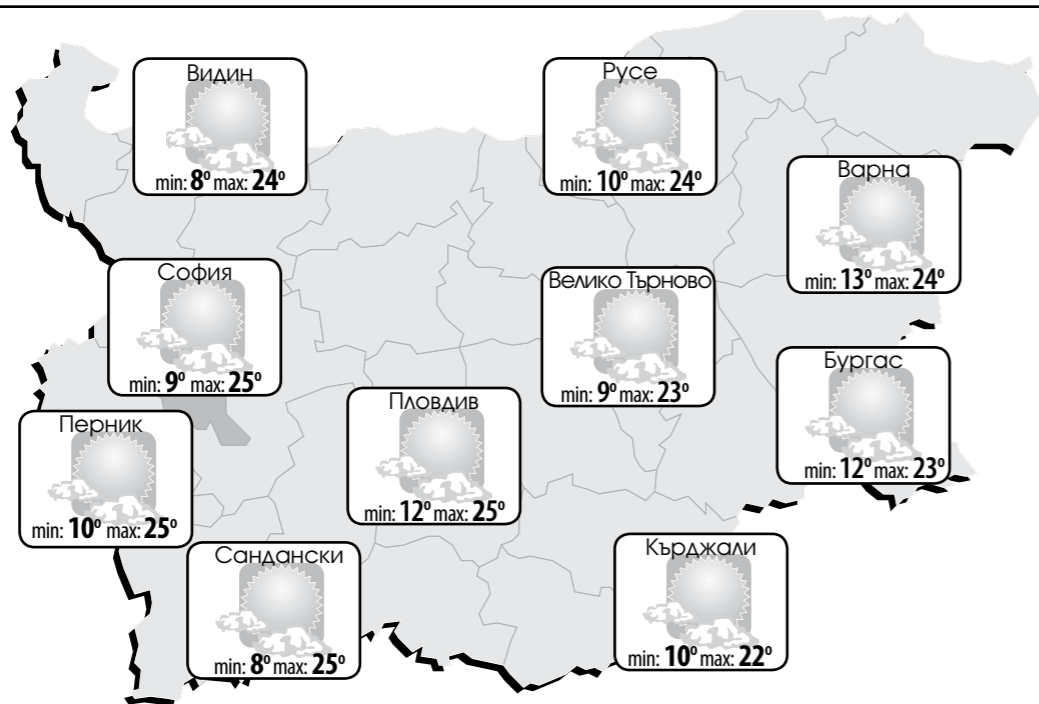 Видин
min: 8° max: 24°
Русе
min: 10° max: 24°
Варна
min: 13° max: 24°
София
min: 9° max: 25°
Велико Търново
min: 9° max: 23°
Бургас
min: 12° max: 23°
Пловдив
min: 12° max: 25°
Перник
min: 10° max: 25°
Сандански
min: 8° max: 25°
Кърджали
min: 10° max: 22°